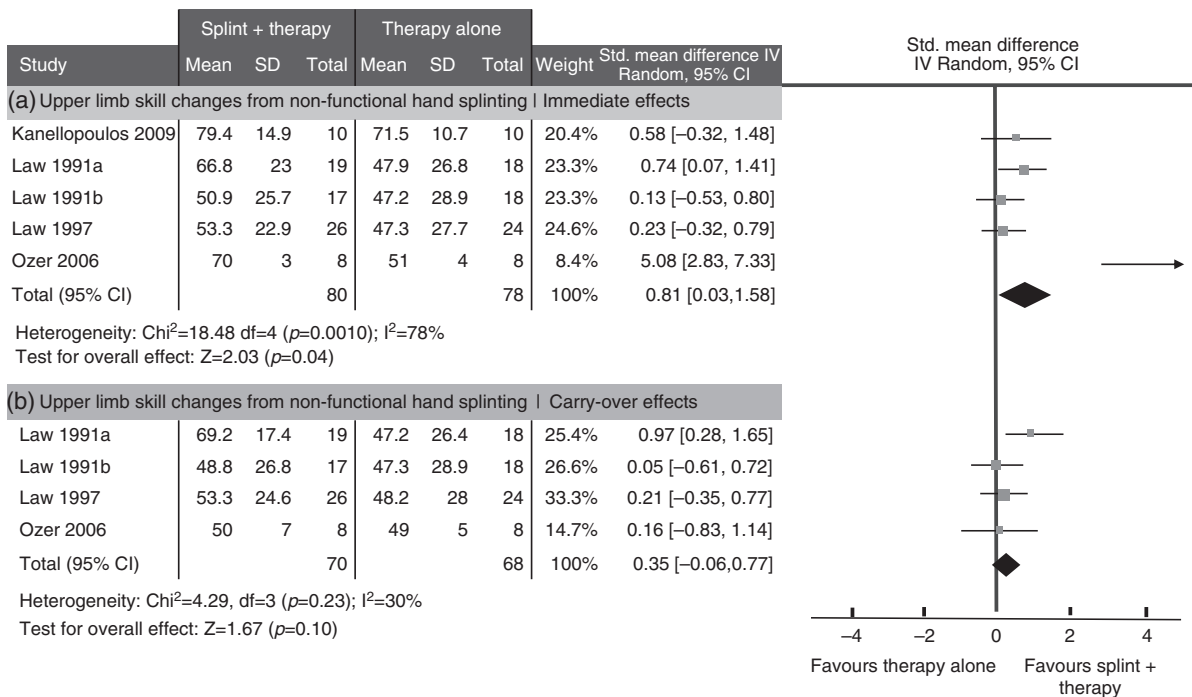 Splint + therapy Therapy alone
Study Mean SD Total Mean SD Total Weight Std. mean difference IV Random, 95% CI
Std. mean difference
IV Random, 95% CI
(a) Upper limb skill changes from non-functional hand splinting | Immediate effects
Kanellopoulos 2009 79.4 14.9 10 71.5 10.7 10 20.4% 0.58 [–0.32, 1.48]
Law 1991a 66.8 23 19 47.9 26.8 18 23.3% 0.74 [0.07, 1.41]
Law 1991b 50.9 25.7 17 47.2 28.9 18 23.3% 0.13 [–0.53, 0.80]
Law 1997 53.3 22.9 26 47.3 27.7 24 24.6% 0.23 [–0.32, 0.79]
Ozer 2006 70 3 8 51 4 8 8.4% 5.08 [2.83, 7.33]
Total (95% CI) 80 78 100% 0.81 [0.03,1.58]
Heterogeneity: Chi²=18.48 df=4 (p=0.0010); I²=78%
Test for overall effect: Z=2.03 (p=0.04)
(b) Upper limb skill changes from non-functional hand splinting | Carry-over effects
Law 1991a 69.2 17.4 19 47.2 26.4 18 25.4% 0.97 [0.28, 1.65]
Law 1991b 48.8 26.8 17 47.3 28.9 18 26.6% 0.05 [–0.61, 0.72]
Law 1997 53.3 24.6 26 48.2 28 24 33.3% 0.21 [–0.35, 0.77]
Ozer 2006 50 7 8 49 5 8 14.7% 0.16 [–0.83, 1.14]
Total (95% CI) 70 68 100% 0.35 [–0.06,0.77]
Heterogeneity: Chi²=4.29, df=3 (p=0.23); I²=30%
Test for overall effect: Z=1.67 (p=0.10)
–4 –2 0 2 4
Favours therapy alone Favours splint +
therapy